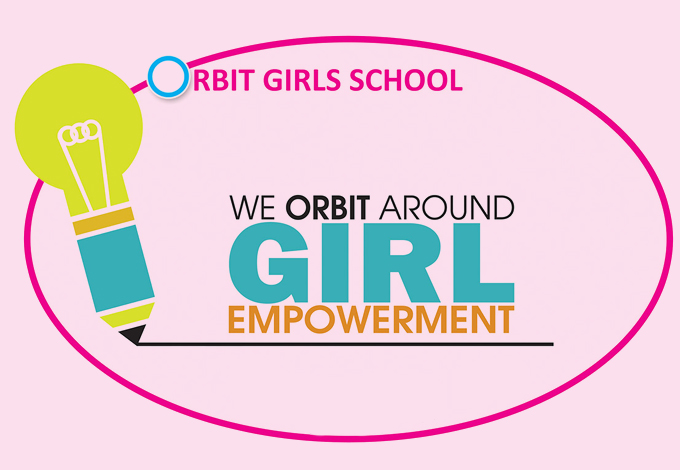 ORBIT GIRLS SCHOOL
WE ORBIT AROUND
GIRL
EMPOWERMENT